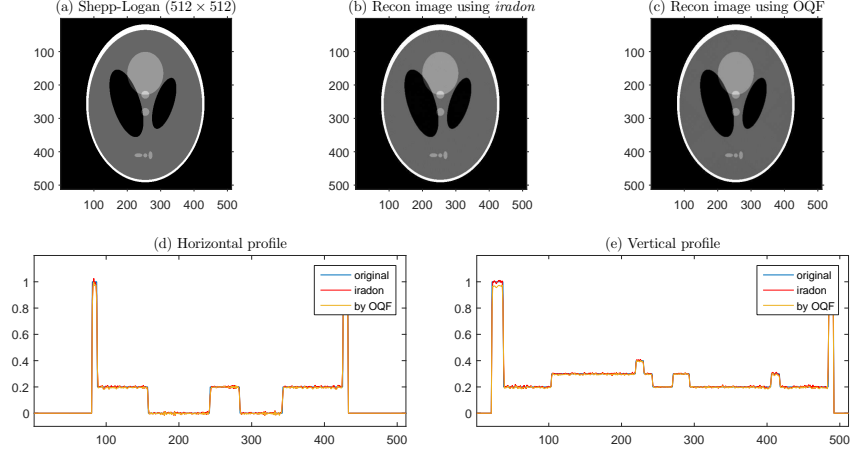 (a) Shepp-Logan (512 × 512)
(b) Recon image using iradon
(c) Recon image using OQF
100
200
300
400
500
100 200 300 400 500
100
200
300
400
500
100 200 300 400 500
100
200
300
400
500
100 200 300 400 500
(d) Horizontal profile
1
0.8
0.6
0.4
0.2
0
100 200 300 400 500
original
iradon
by OQF
(e) Vertical profile
1
0.8
0.6
0.4
0.2
0
100 200 300 400 500
original
iradon
by OQF